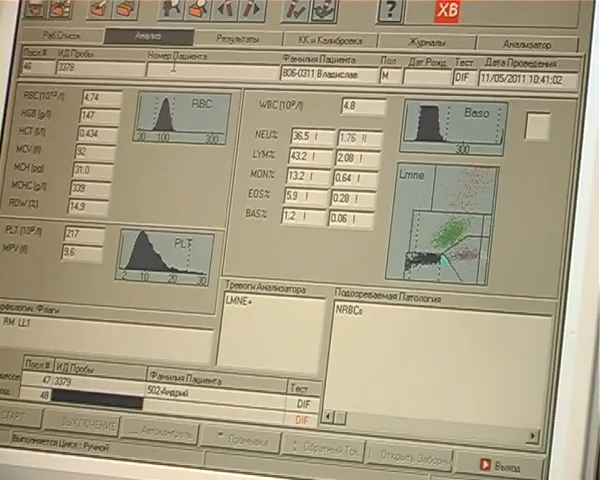 ? XB
Раб.Список Анализ Результаты КК и Калибровка Журналы Анализатор
Посл # ИД Пробы Номер Пациента Фамилия Пациента Пол Дат.Рожд. Тест Дата Проведения
46 3378 806-0311 Владислав М DIF 11/05/2011 10:41:02
RBC (10¹²/l) 4.74
HGB (g/l) 147
HCT (l/l) 0.434
MCV (fl) 92
MCH (pg) 31.0
MCHC (g/l) 339
RDW (%) 14.9
RBC
30 100 300
PLT (10⁹/l) 217
MPV (fl) 9.6
PLT
2 10 20 30
WBC (10⁹/l) 4.8
NEU% 36.5 l 1.76 ll
LYM% 43.2 l 2.08 l
MON% 13.2 l 0.64 l
EOS% 5.9 l 0.28 l
BAS% 1.2 l 0.06 l
Baso
300
Lmne
Флаги
RM LL1
Тревоги Анализатора
LMNE+
Подозреваемая Патология
NRBCs
Посл # ИД Пробы Фамилия Пациента Тест
47 3379 502-Андрий DIF
48 DIF
СТАРТ ВЫКЛЮЧЕНИЕ Автоконтроль Промывка Обратный Ток Открыть Заборн Выход
Выполняется Цикл : Ручной